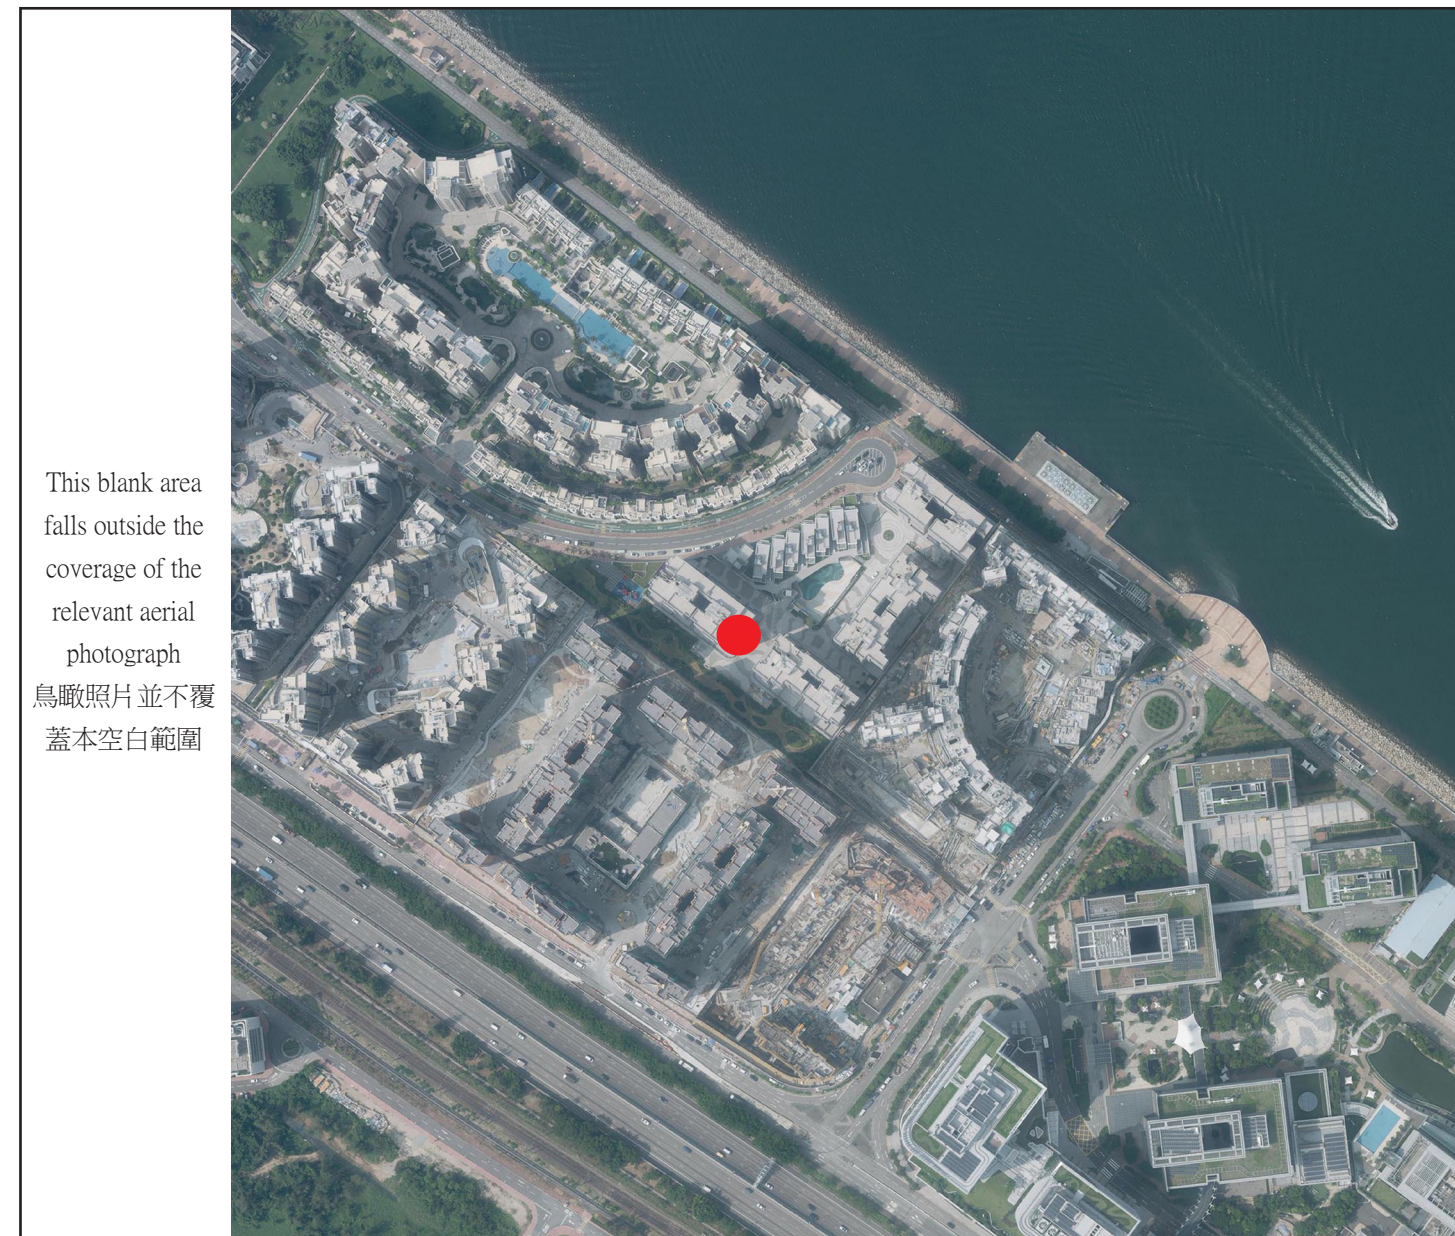 This blank area
falls outside the
coverage of the
relevant aerial
photograph
鳥瞰照片並不覆
蓋本空白範圍